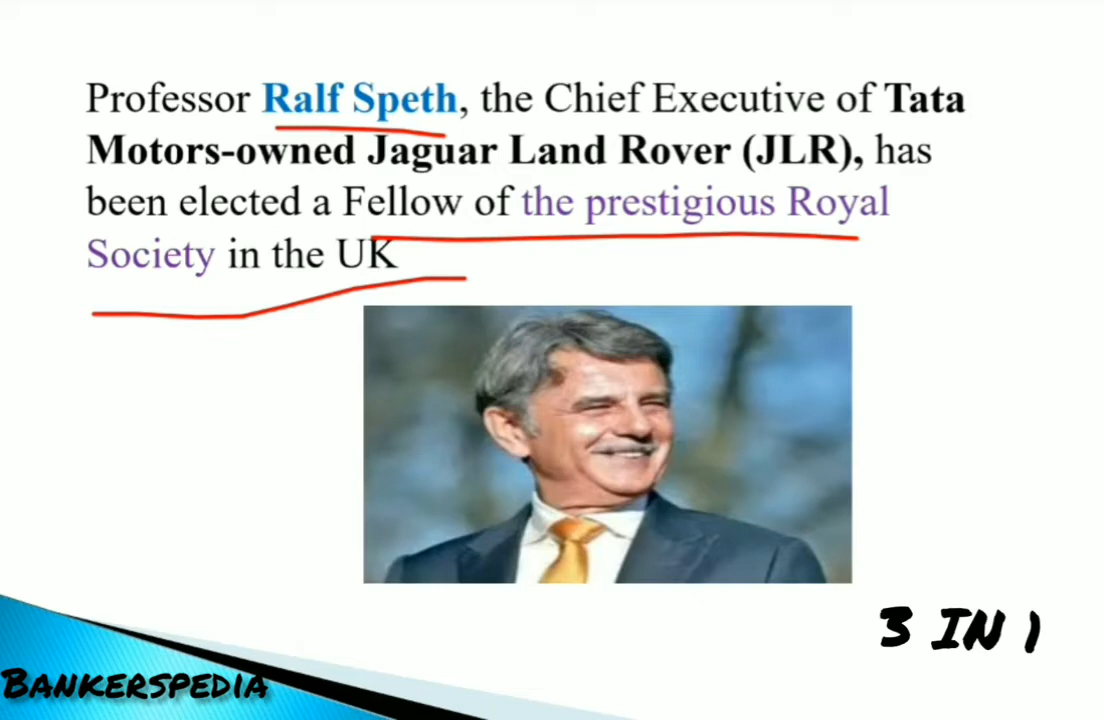 Professor Ralf Speth, the Chief Executive of Tata
Motors-owned Jaguar Land Rover (JLR), has
been elected a Fellow of the prestigious Royal
Society in the UK
3 IN 1
BANKERSPEDIA